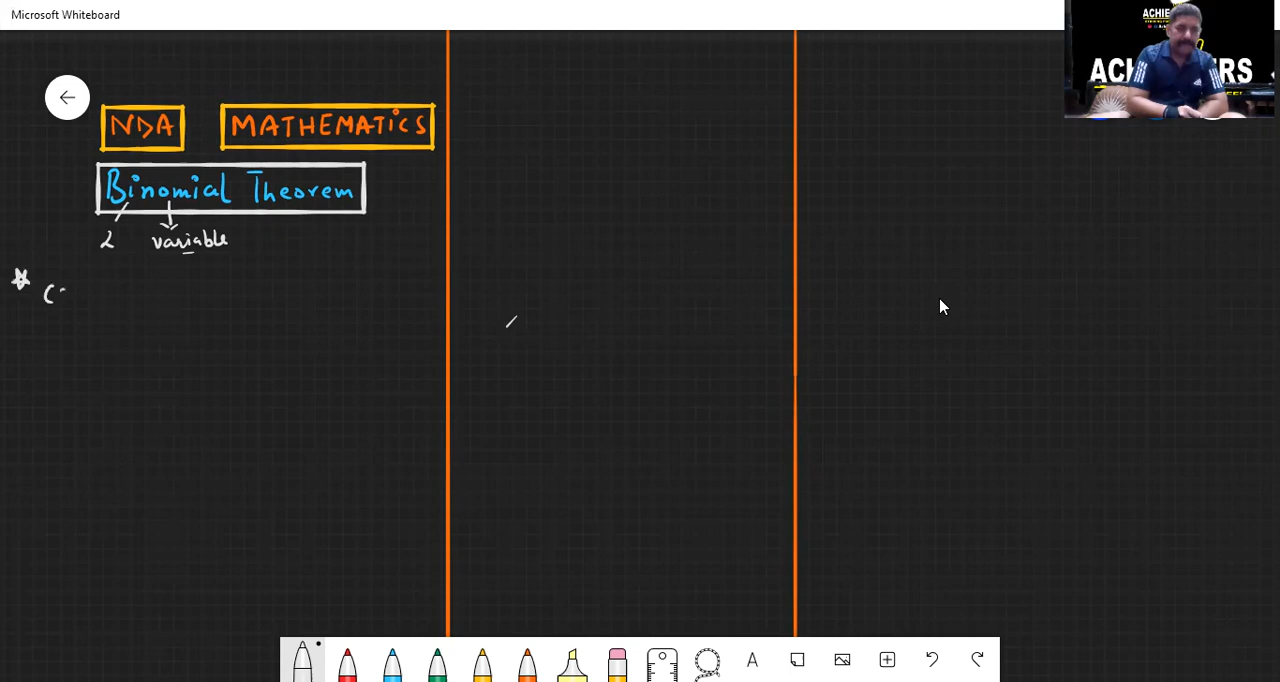 Microsoft Whiteboard
NDA MATHEMATICS
Binomial Theorem
2 variable
(
A